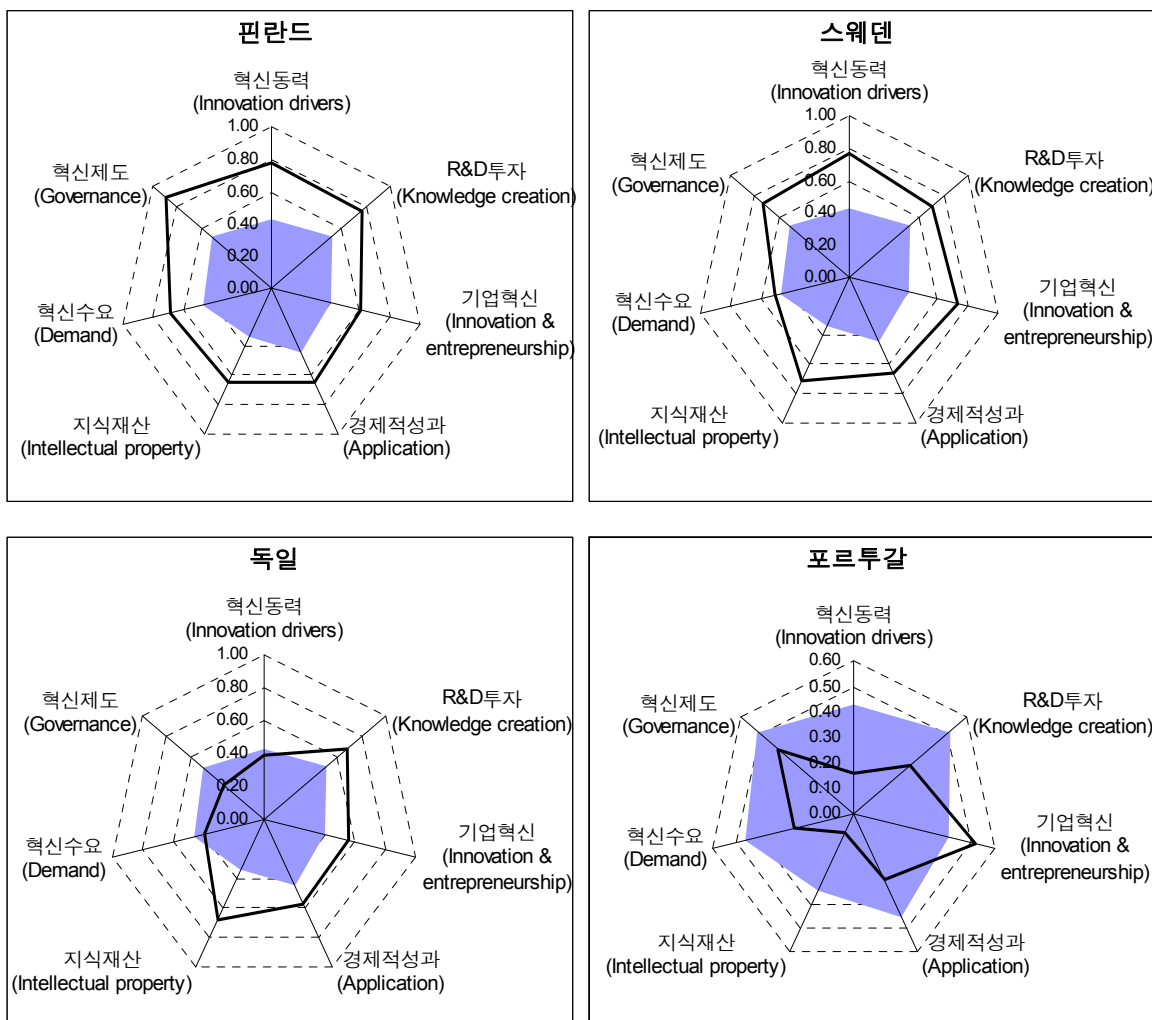 핀란드
혁신동력
(Innovation drivers)
1.00
0.80
0.60
0.40
0.20
0.00
R&D투자
(Knowledge creation)
기업혁신
(Innovation &
entrepreneurship)
경제적성과
(Application)
지식재산
(Intellectual property)
혁신수요
(Demand)
혁신제도
(Governance)
스웨덴
혁신동력
(Innovation drivers)
1.00
0.80
0.60
0.40
0.20
0.00
R&D투자
(Knowledge creation)
기업혁신
(Innovation &
entrepreneurship)
경제적성과
(Application)
지식재산
(Intellectual property)
혁신수요
(Demand)
혁신제도
(Governance)
독일
혁신동력
(Innovation drivers)
1.00
0.80
0.60
0.40
0.20
0.00
R&D투자
(Knowledge creation)
기업혁신
(Innovation &
entrepreneurship)
경제적성과
(Application)
지식재산
(Intellectual property)
혁신수요
(Demand)
혁신제도
(Governance)
포르투갈
혁신동력
(Innovation drivers)
0.60
0.50
0.40
0.30
0.20
0.10
0.00
R&D투자
(Knowledge creation)
기업혁신
(Innovation &
entrepreneurship)
경제적성과
(Application)
지식재산
(Intellectual property)
혁신수요
(Demand)
혁신제도
(Governance)